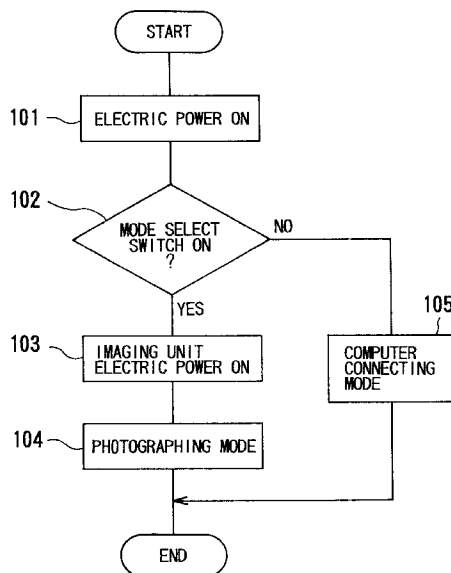 START
101
ELECTRIC POWER ON
102
MODE SELECT
SWITCH ON
?
NO
YES
103
IMAGING UNIT
ELECTRIC POWER ON
105
COMPUTER
CONNECTING
MODE
104
PHOTOGRAPHING MODE
END